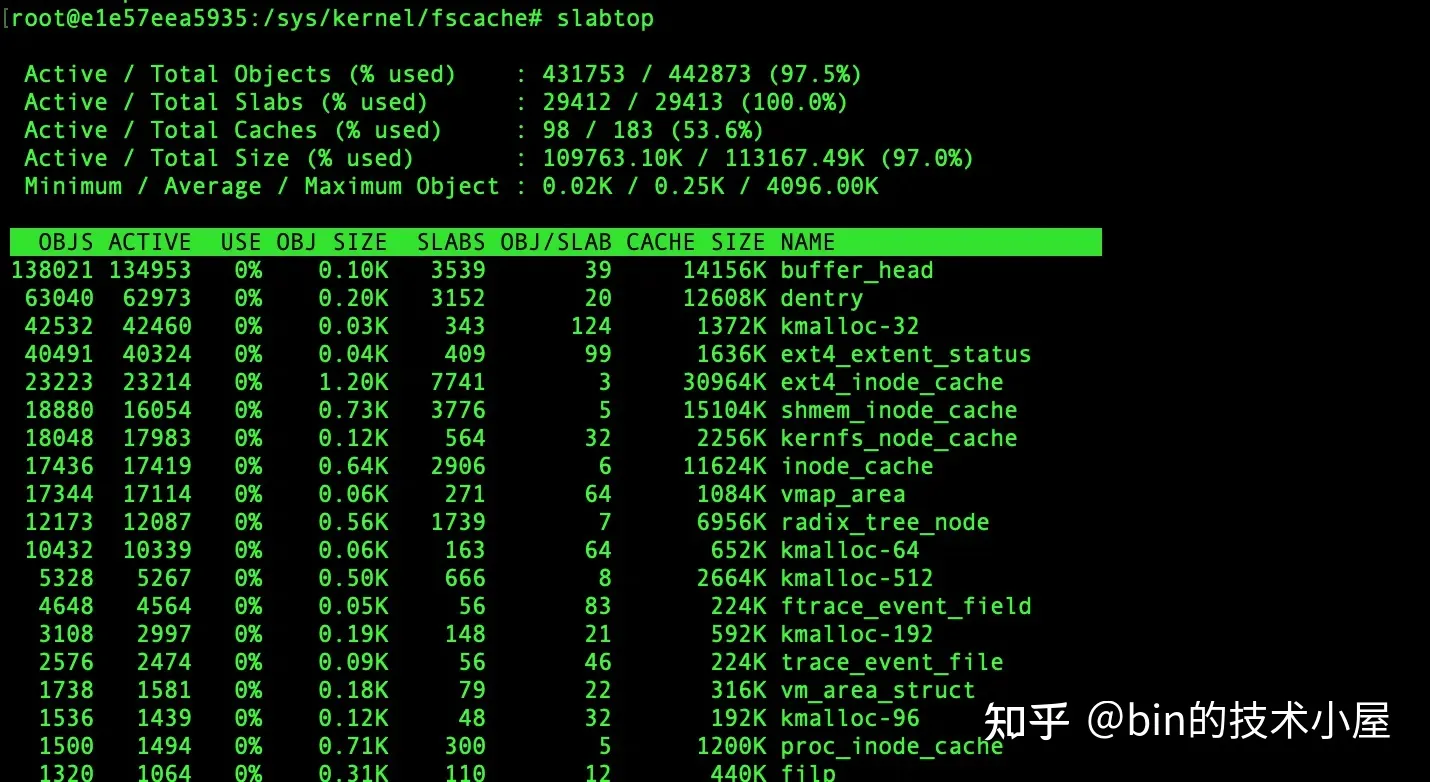 [root@e1e57eea5935:/sys/kernel/fscache# slabtop
Active / Total Objects (% used)    : 431753 / 442873 (97.5%)
Active / Total Slabs (% used)      : 29412 / 29413 (100.0%)
Active / Total Caches (% used)     : 98 / 183 (53.6%)
Active / Total Size (% used)       : 109763.10K / 113167.49K (97.0%)
Minimum / Average / Maximum Object : 0.02K / 0.25K / 4096.00K
OBJS ACTIVE  USE OBJ SIZE  SLABS OBJ/SLAB CACHE SIZE NAME
138021 134953   0%    0.10K   3539       39     14156K buffer_head
63040  62973   0%    0.20K   3152       20     12608K dentry
42532  42460   0%    0.03K    343      124      1372K kmalloc-32
40491  40324   0%    0.04K    409       99      1636K ext4_extent_status
23223  23214   0%    1.20K   7741        3     30964K ext4_inode_cache
18880  16054   0%    0.73K   3776        5     15104K shmem_inode_cache
18048  17983   0%    0.12K    564       32      2256K kernfs_node_cache
17436  17419   0%    0.64K   2906        6     11624K inode_cache
17344  17114   0%    0.06K    271       64      1084K vmap_area
12173  12087   0%    0.56K   1739        7      6956K radix_tree_node
10432  10339   0%    0.06K    163       64       652K kmalloc-64
5328   5267   0%    0.50K    666        8      2664K kmalloc-512
4648   4564   0%    0.05K     56       83       224K ftrace_event_field
3108   2997   0%    0.19K    148       21       592K kmalloc-192
2576   2474   0%    0.09K     56       46       224K trace_event_file
1738   1581   0%    0.18K     79       22       316K vm_area_struct
1536   1439   0%    0.12K     48       32       192K kmalloc-96
1500   1494   0%    0.71K    300        5      1200K proc_inode_cache
1320   1064   0%    0.31K    110       12       440K filp
知乎 @bin的技术小屋